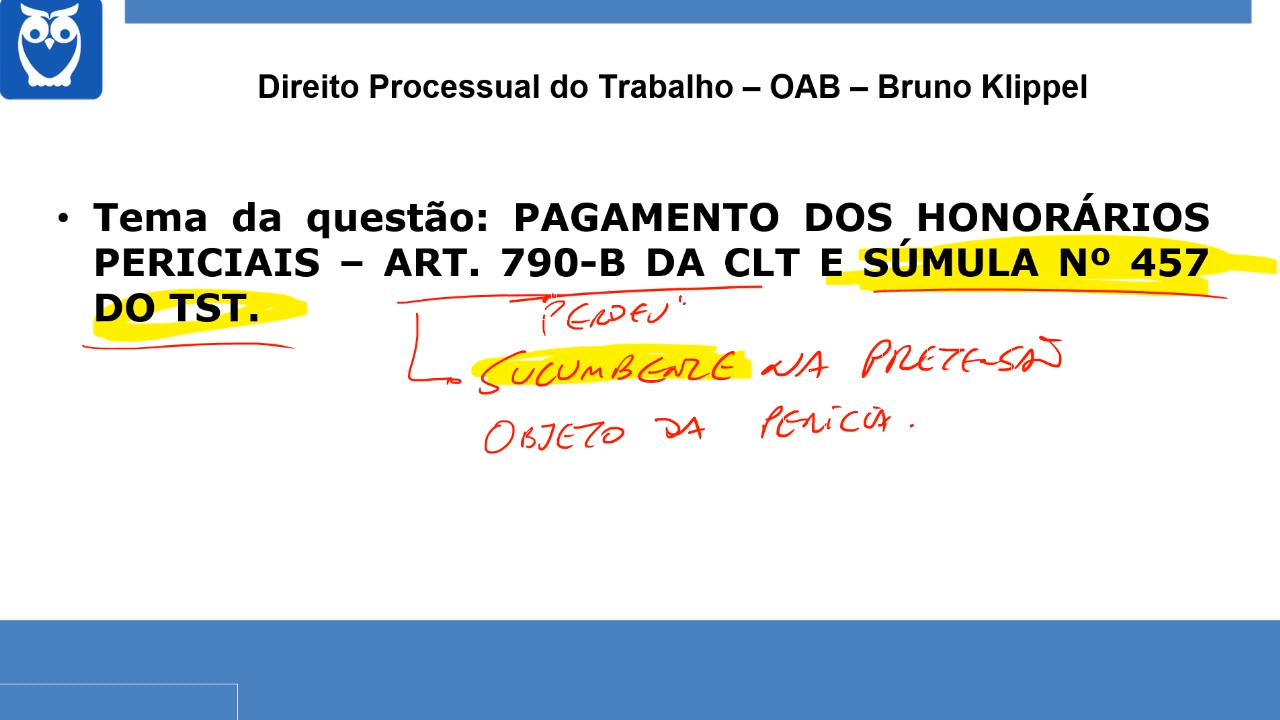 Direito Processual do Trabalho – OAB – Bruno Klippel
• Tema da questão: PAGAMENTO DOS HONORÁRIOS
PERICIAIS – ART. 790-B DA CLT E SÚMULA Nº 457
DO TST.
"PERDEU"
SUCUMBENTE NA PRETENSÃO
OBJETO DA PERÍCIA.